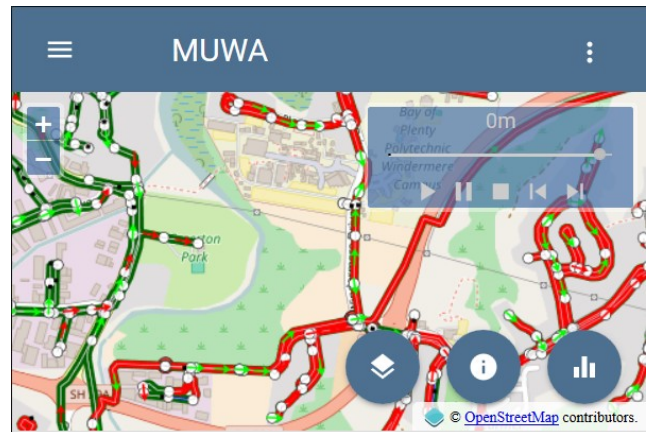 MUWA
+
−
0m
Bay of
Plenty
Polytechnic
Windermere
Campus
Park
SH
© OpenStreetMap contributors.